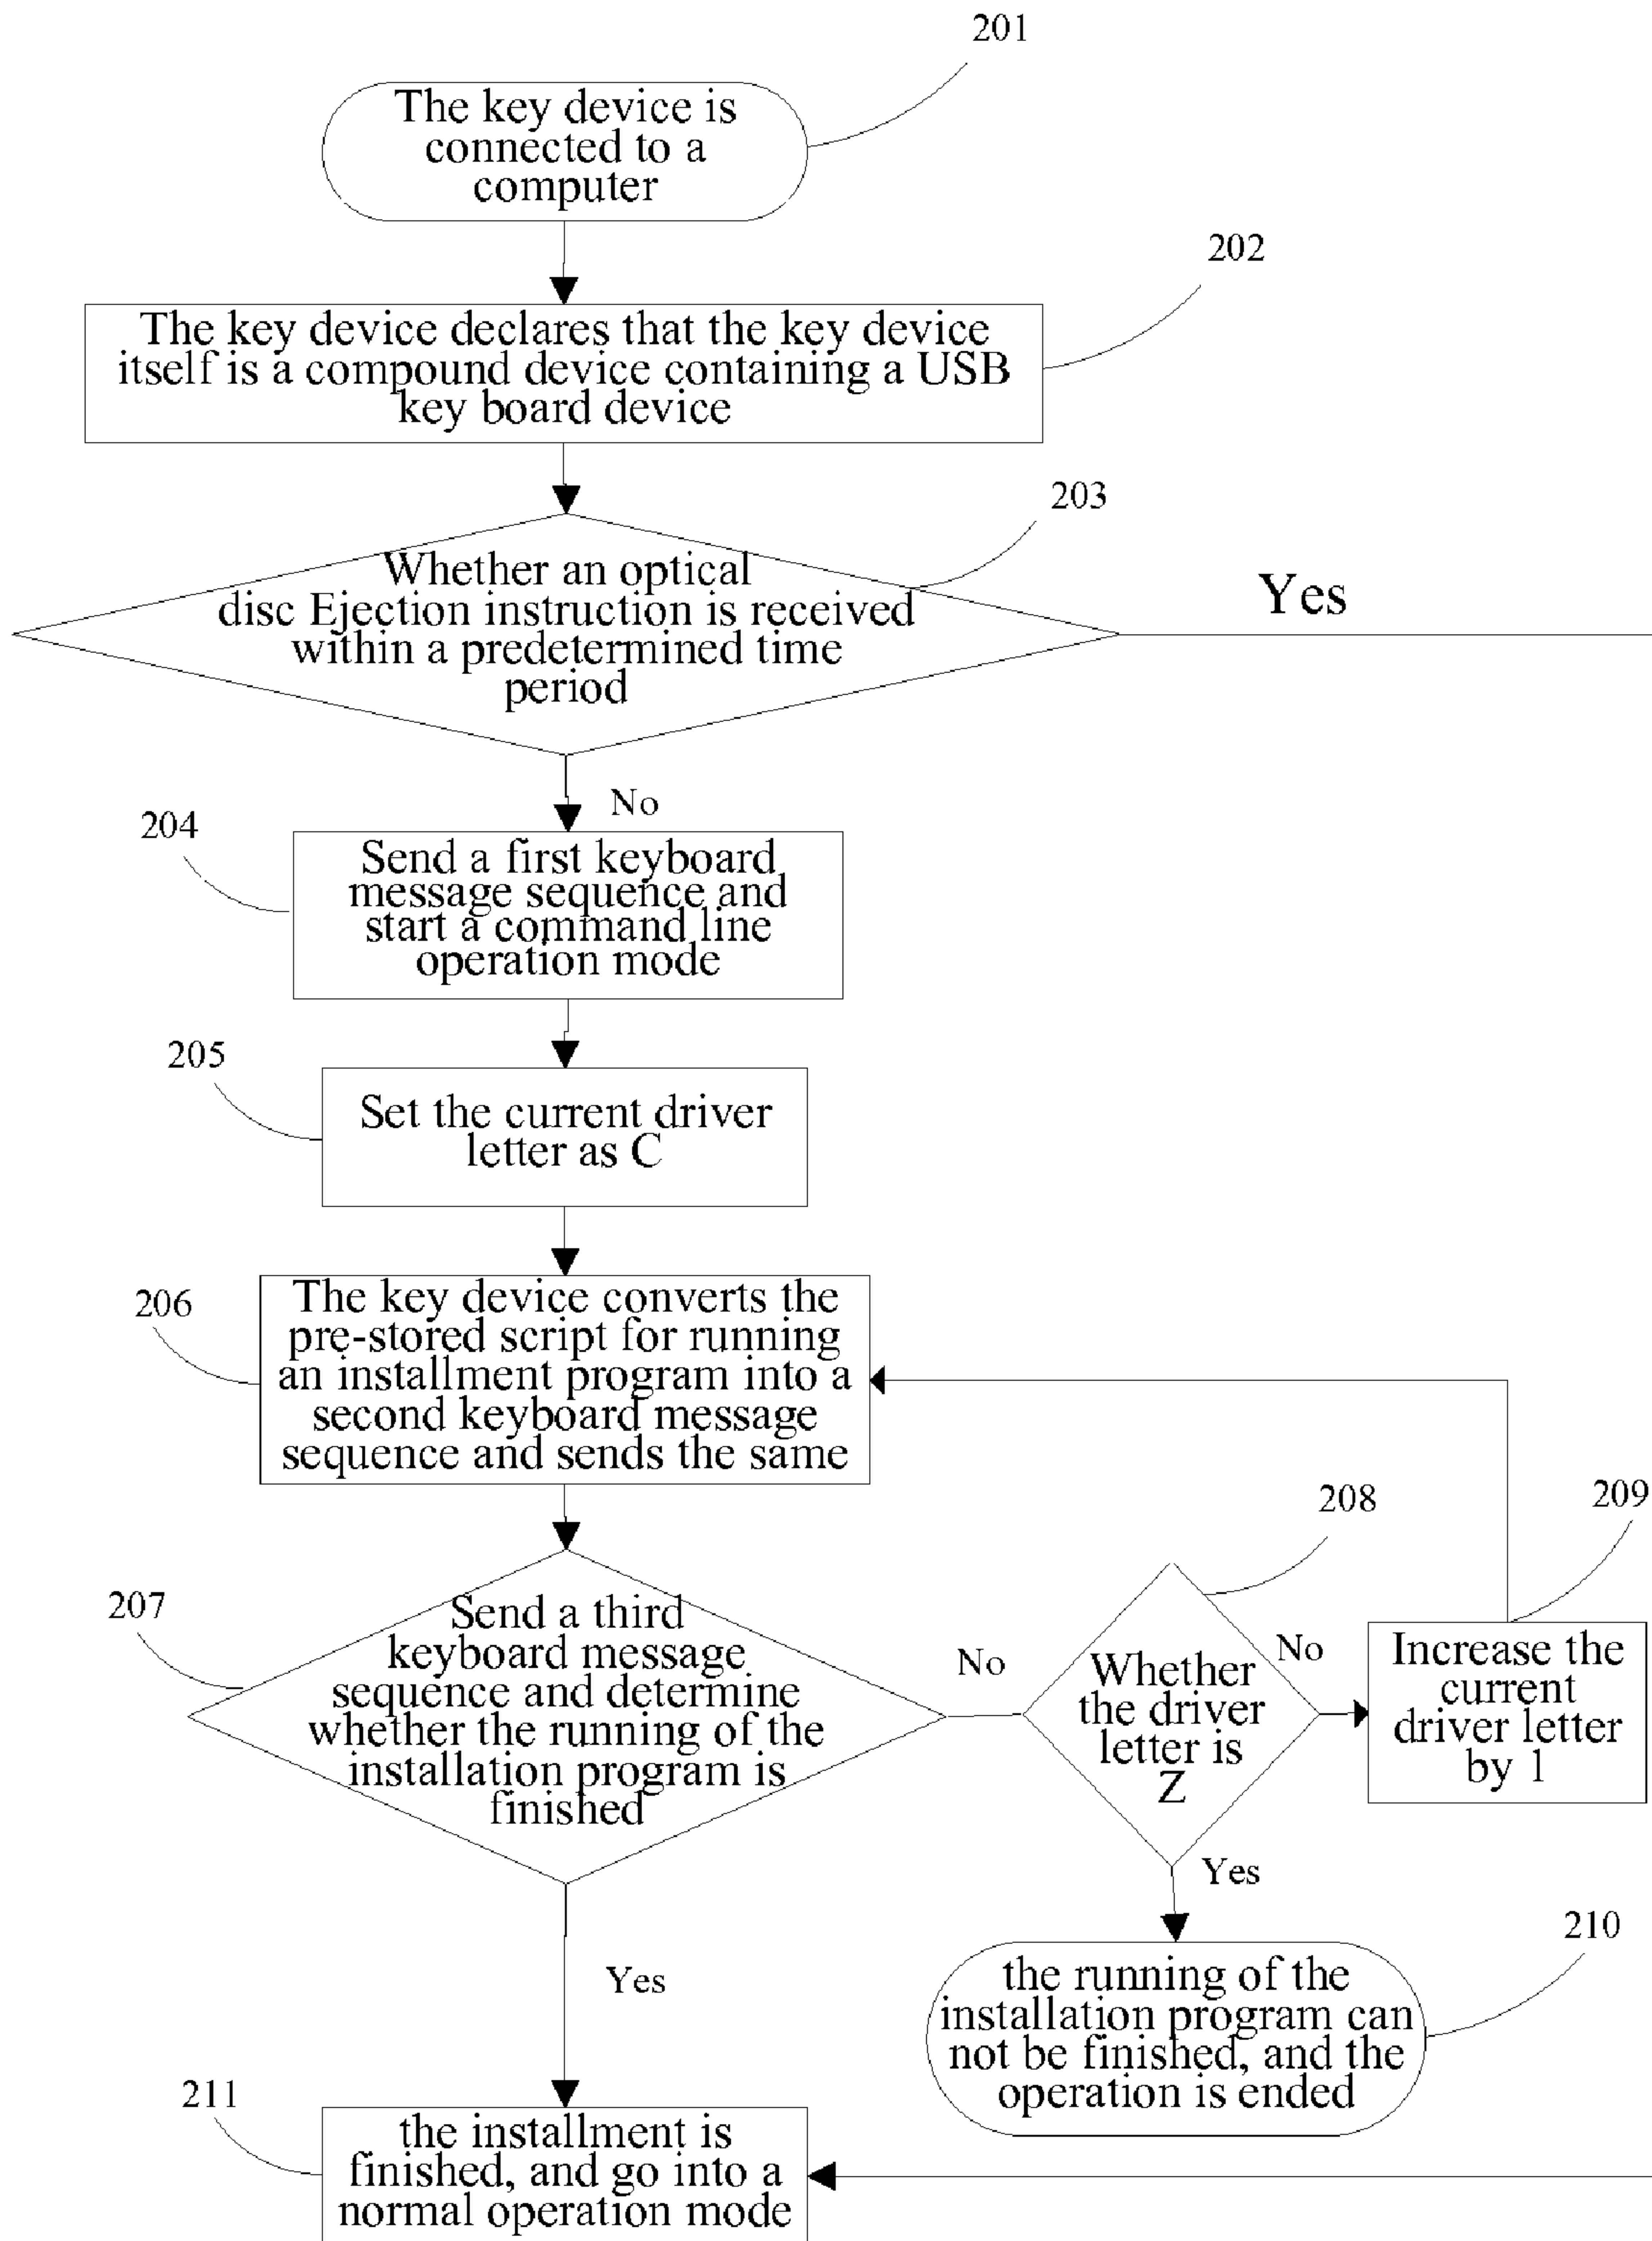 201
The key device is
connected to a
computer
202
The key device declares that the key device
itself is a compound device containing a USB
key board device
203
Whether an optical
disc Ejection instruction is received
within a predetermined time
period
Yes
No
204
Send a first keyboard
message sequence and
start a command line
operation mode
205
Set the current driver
letter as C
206
The key device converts the
pre-stored script for running
an installment program into a
second keyboard message
sequence and sends the same
207
Send a third
keyboard message
sequence and determine
whether the running of the
installation program is
finished
No
208
Whether
the driver
letter is
Z
No
209
Increase the
current
driver letter
by 1
Yes
210
the running of the
installation program can
not be finished, and the
operation is ended
Yes
211
the installment is
finished, and go into a
normal operation mode